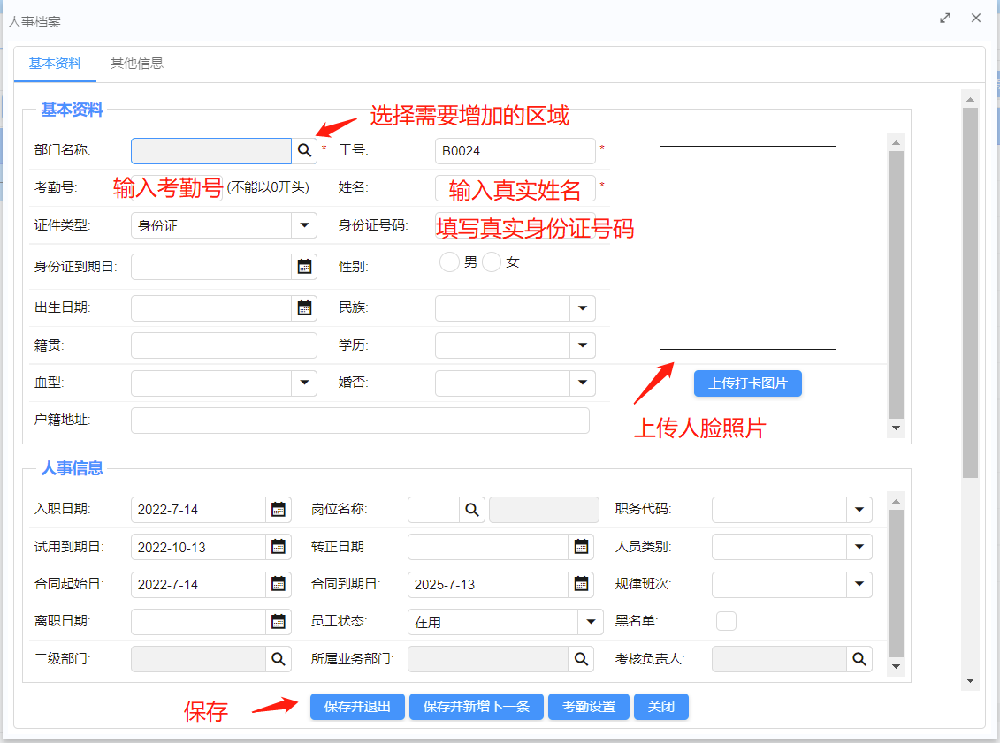 人事档案
基本资料 其他信息
基本资料
选择需要增加的区域
部门名称: * 工号: B0024 *
考勤号: 输入考勤号 (不能以0开头) 姓名: 输入真实姓名 *
证件类型: 身份证 身份证号码: 填写真实身份证号码
身份证到期日: 性别: 男 女
出生日期: 民族:
籍贯: 学历:
血型: 婚否: 上传打卡图片
户籍地址: 上传人脸照片
人事信息
入职日期: 2022-7-14 岗位名称: 职务代码:
试用到期日: 2022-10-13 转正日期 人员类别:
合同起始日: 2022-7-14 合同到期日: 2025-7-13 规律班次:
离职日期: 员工状态: 在用 黑名单:
二级部门: 所属业务部门: 考核负责人:
保存 保存并退出 保存并新增下一条 考勤设置 关闭